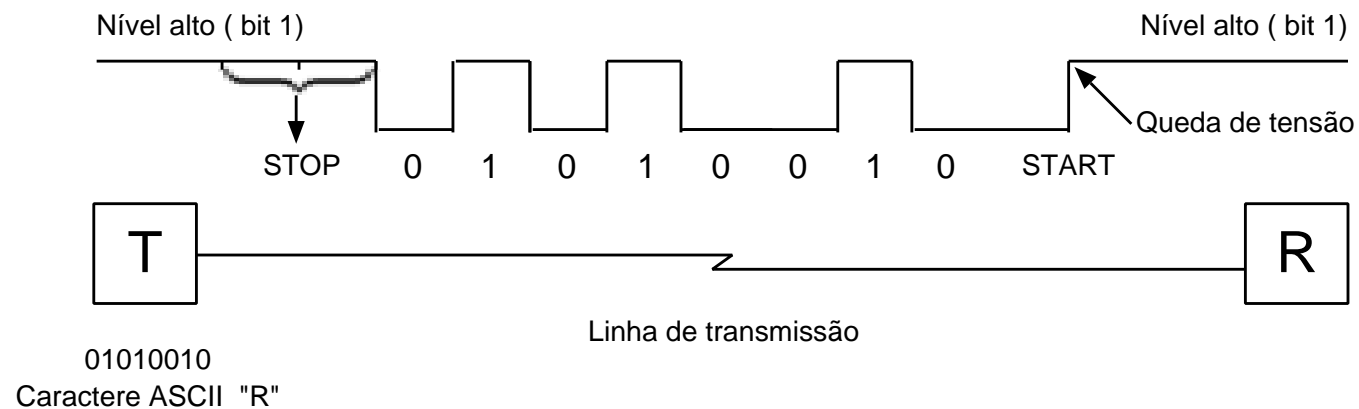 Nível alto ( bit 1)
Nível alto ( bit 1)
Queda de tensão
STOP 0 1 0 1 0 0 1 0 START
T
R
Linha de transmissão
01010010
Caractere ASCII "R"